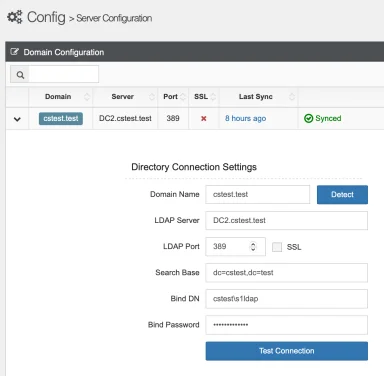 Config > Server Configuration
Domain Configuration
Domain Server Port SSL Last Sync
cstest.test DC2.cstest.test 389 8 hours ago Synced
Directory Connection Settings
Domain Name cstest.test Detect
LDAP Server DC2.cstest.test
LDAP Port 389 SSL
Search Base dc=cstest,dc=test
Bind DN cstest\s1ldap
Bind Password •••••••••••••
Test Connection